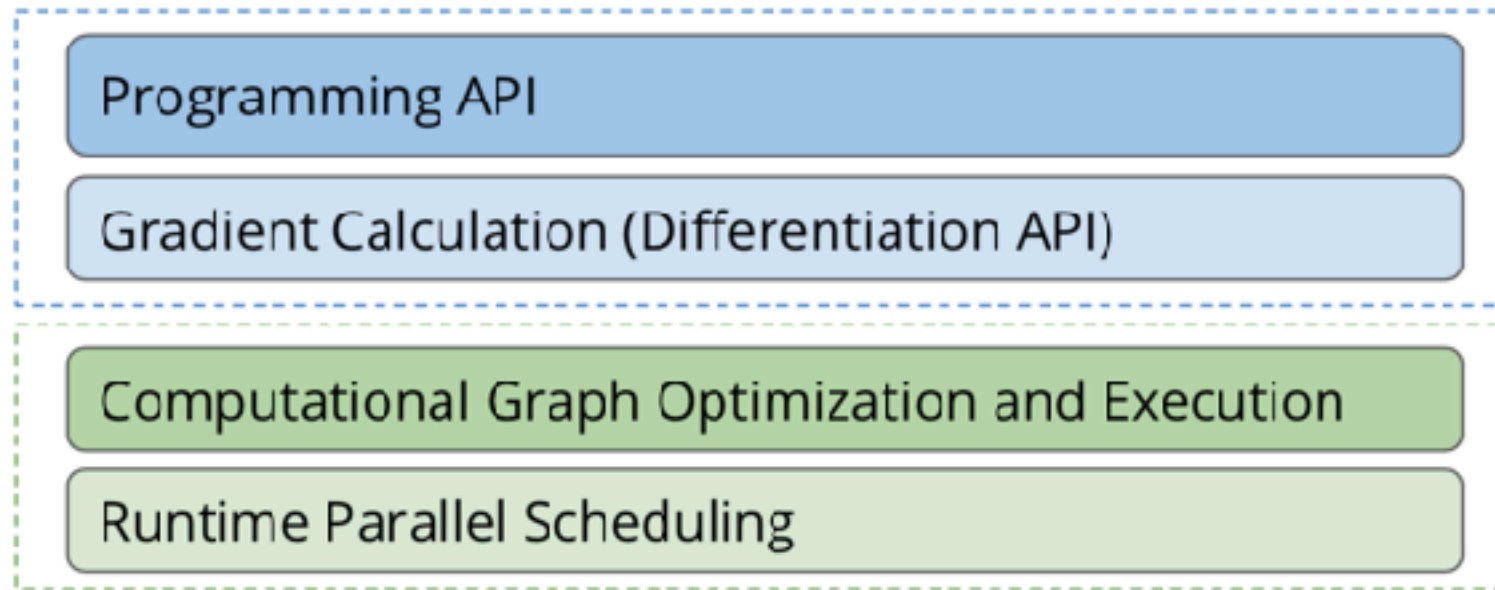 Programming API
Gradient Calculation (Differentiation API)
Computational Graph Optimization and Execution
Runtime Parallel Scheduling